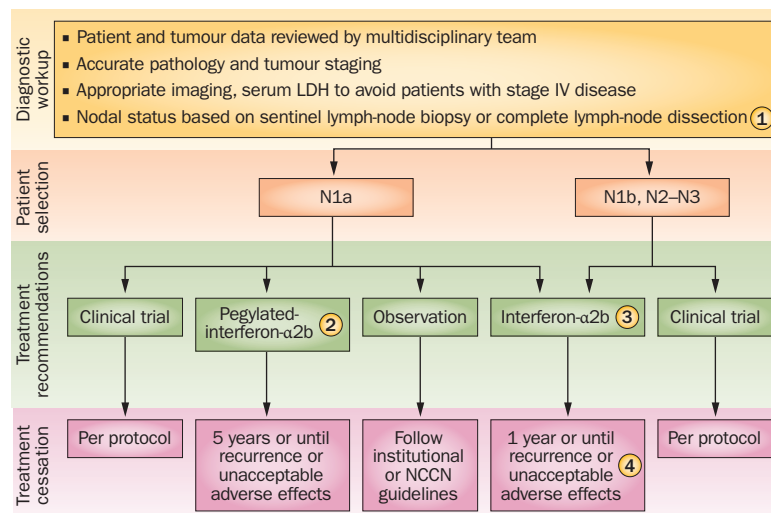 Diagnostic
workup
▪ Patient and tumour data reviewed by multidisciplinary team
▪ Accurate pathology and tumour staging
▪ Appropriate imaging, serum LDH to avoid patients with stage IV disease
▪ Nodal status based on sentinel lymph-node biopsy or complete lymph-node dissection 1
Patient
selection
N1a
N1b, N2–N3
Treatment
recommendations
Clinical trial
Pegylated-
interferon-α2b 2
Observation
Interferon-α2b 3
Clinical trial
Treatment
cessation
Per protocol
5 years or until
recurrence or
unacceptable
adverse effects
Follow
institutional
or NCCN
guidelines
1 year or until
recurrence or
unacceptable
adverse effects
4
Per protocol